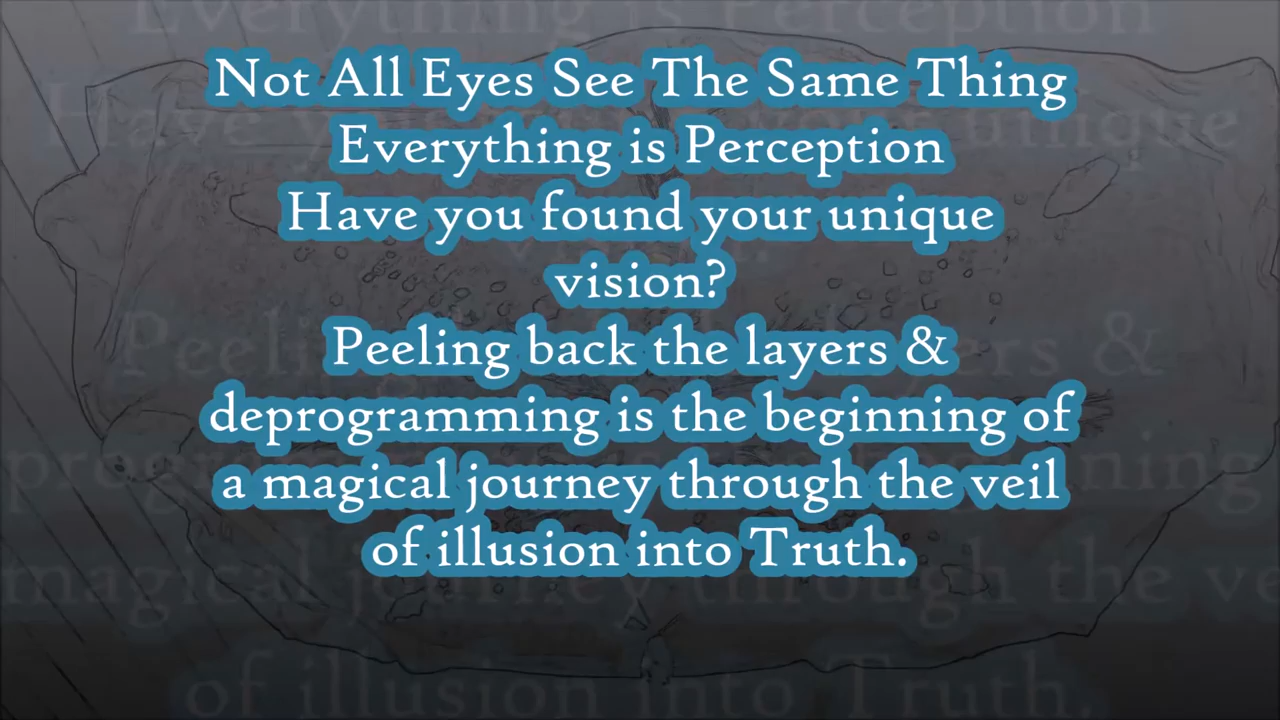 Not All Eyes See The Same Thing
Everything is Perception
Have you found your unique
vision?
Peeling back the layers &
deprogramming is the beginning of
a magical journey through the veil
of illusion into Truth.